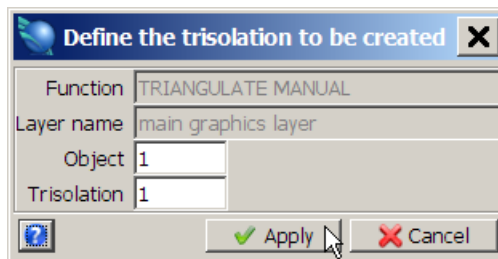 Define the trisolation to be created
Function TRIANGULATE MANUAL
Layer name main graphics layer
Object 1
Trisolation 1
? Apply Cancel